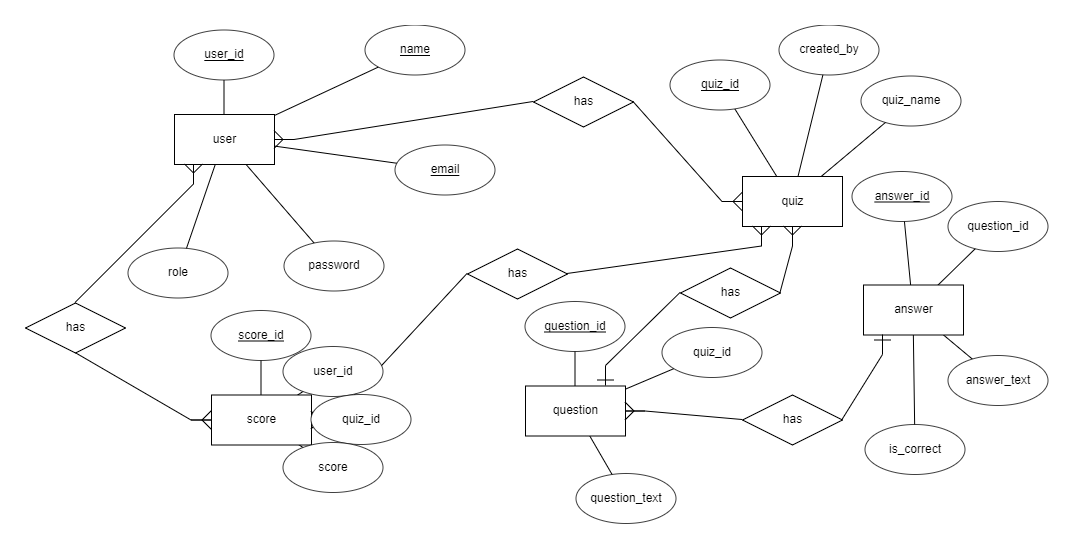 user_id
name
created_by
quiz_id
quiz_name
has
user
email
quiz
answer_id
question_id
role
password
has
has
answer
has
score_id
question_id
quiz_id
user_id
answer_text
score
quiz_id
question
has
score
is_correct
question_text